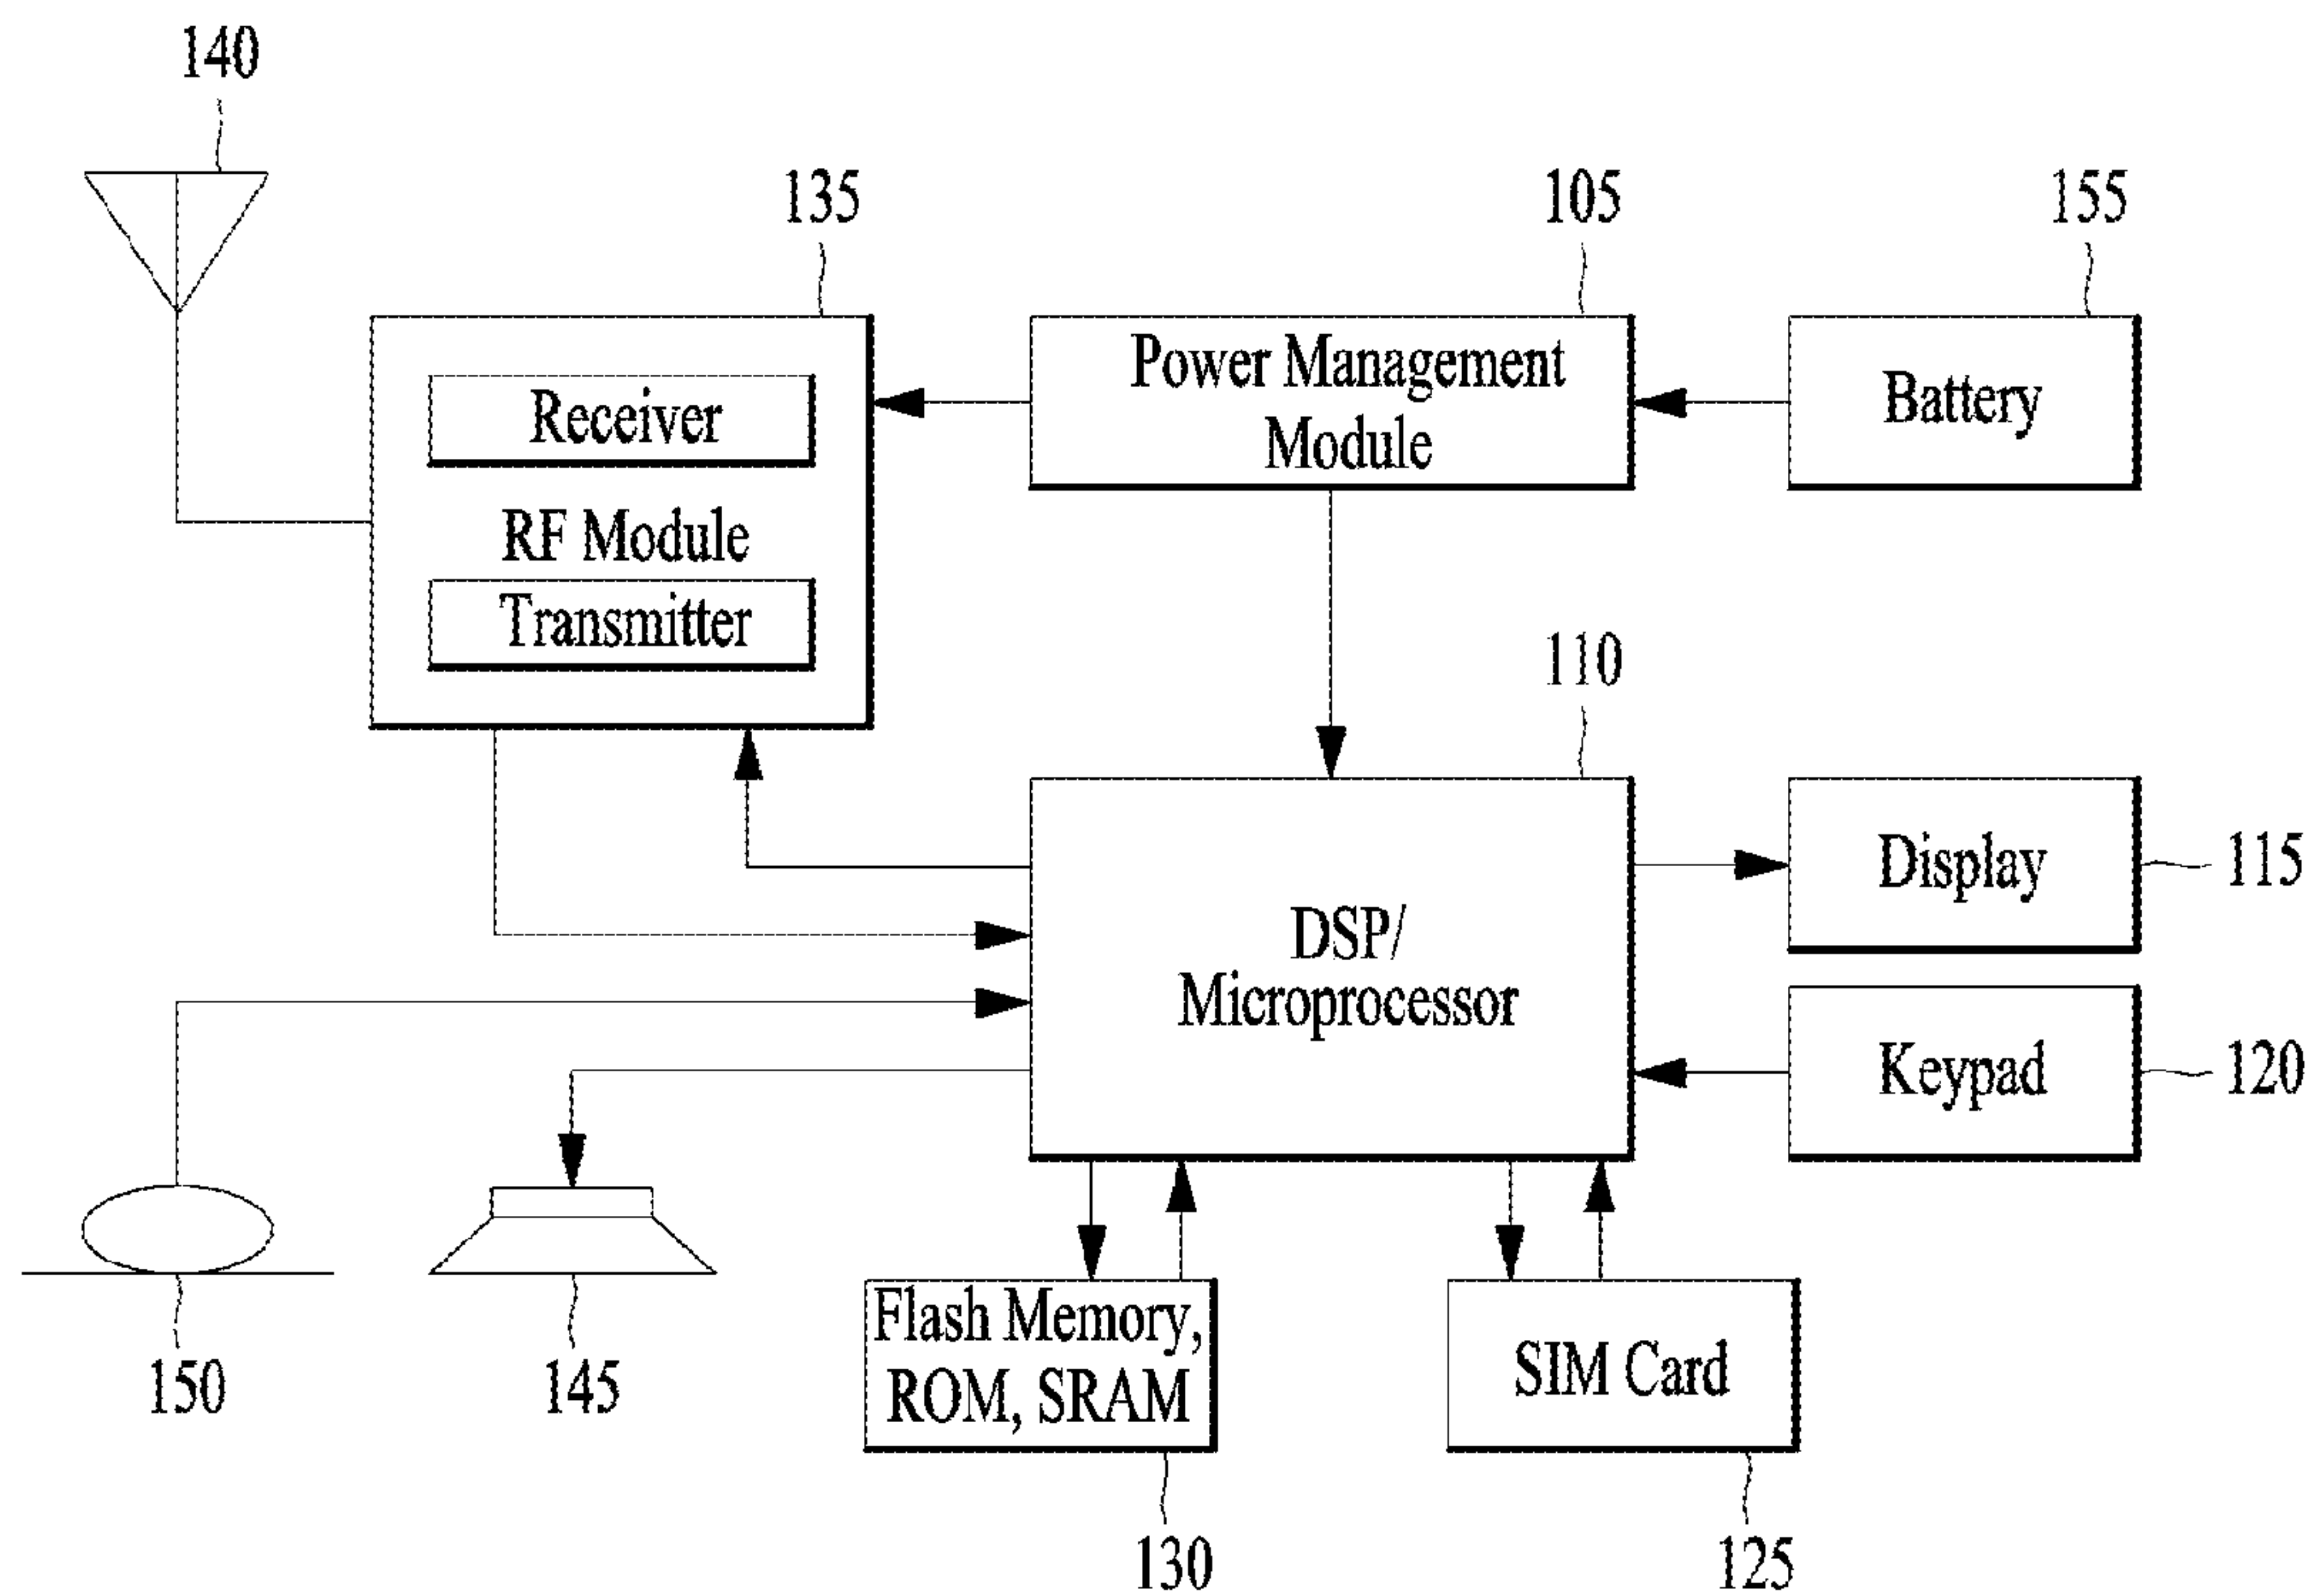 140
135
105
155
Receiver
RF Module
Transmitter
Power Management
Module
Battery
110
DSP/
Microprocessor
Display
115
Keypad
120
150
145
Flash Memory,
ROM, SRAM
SIM Card
130
125